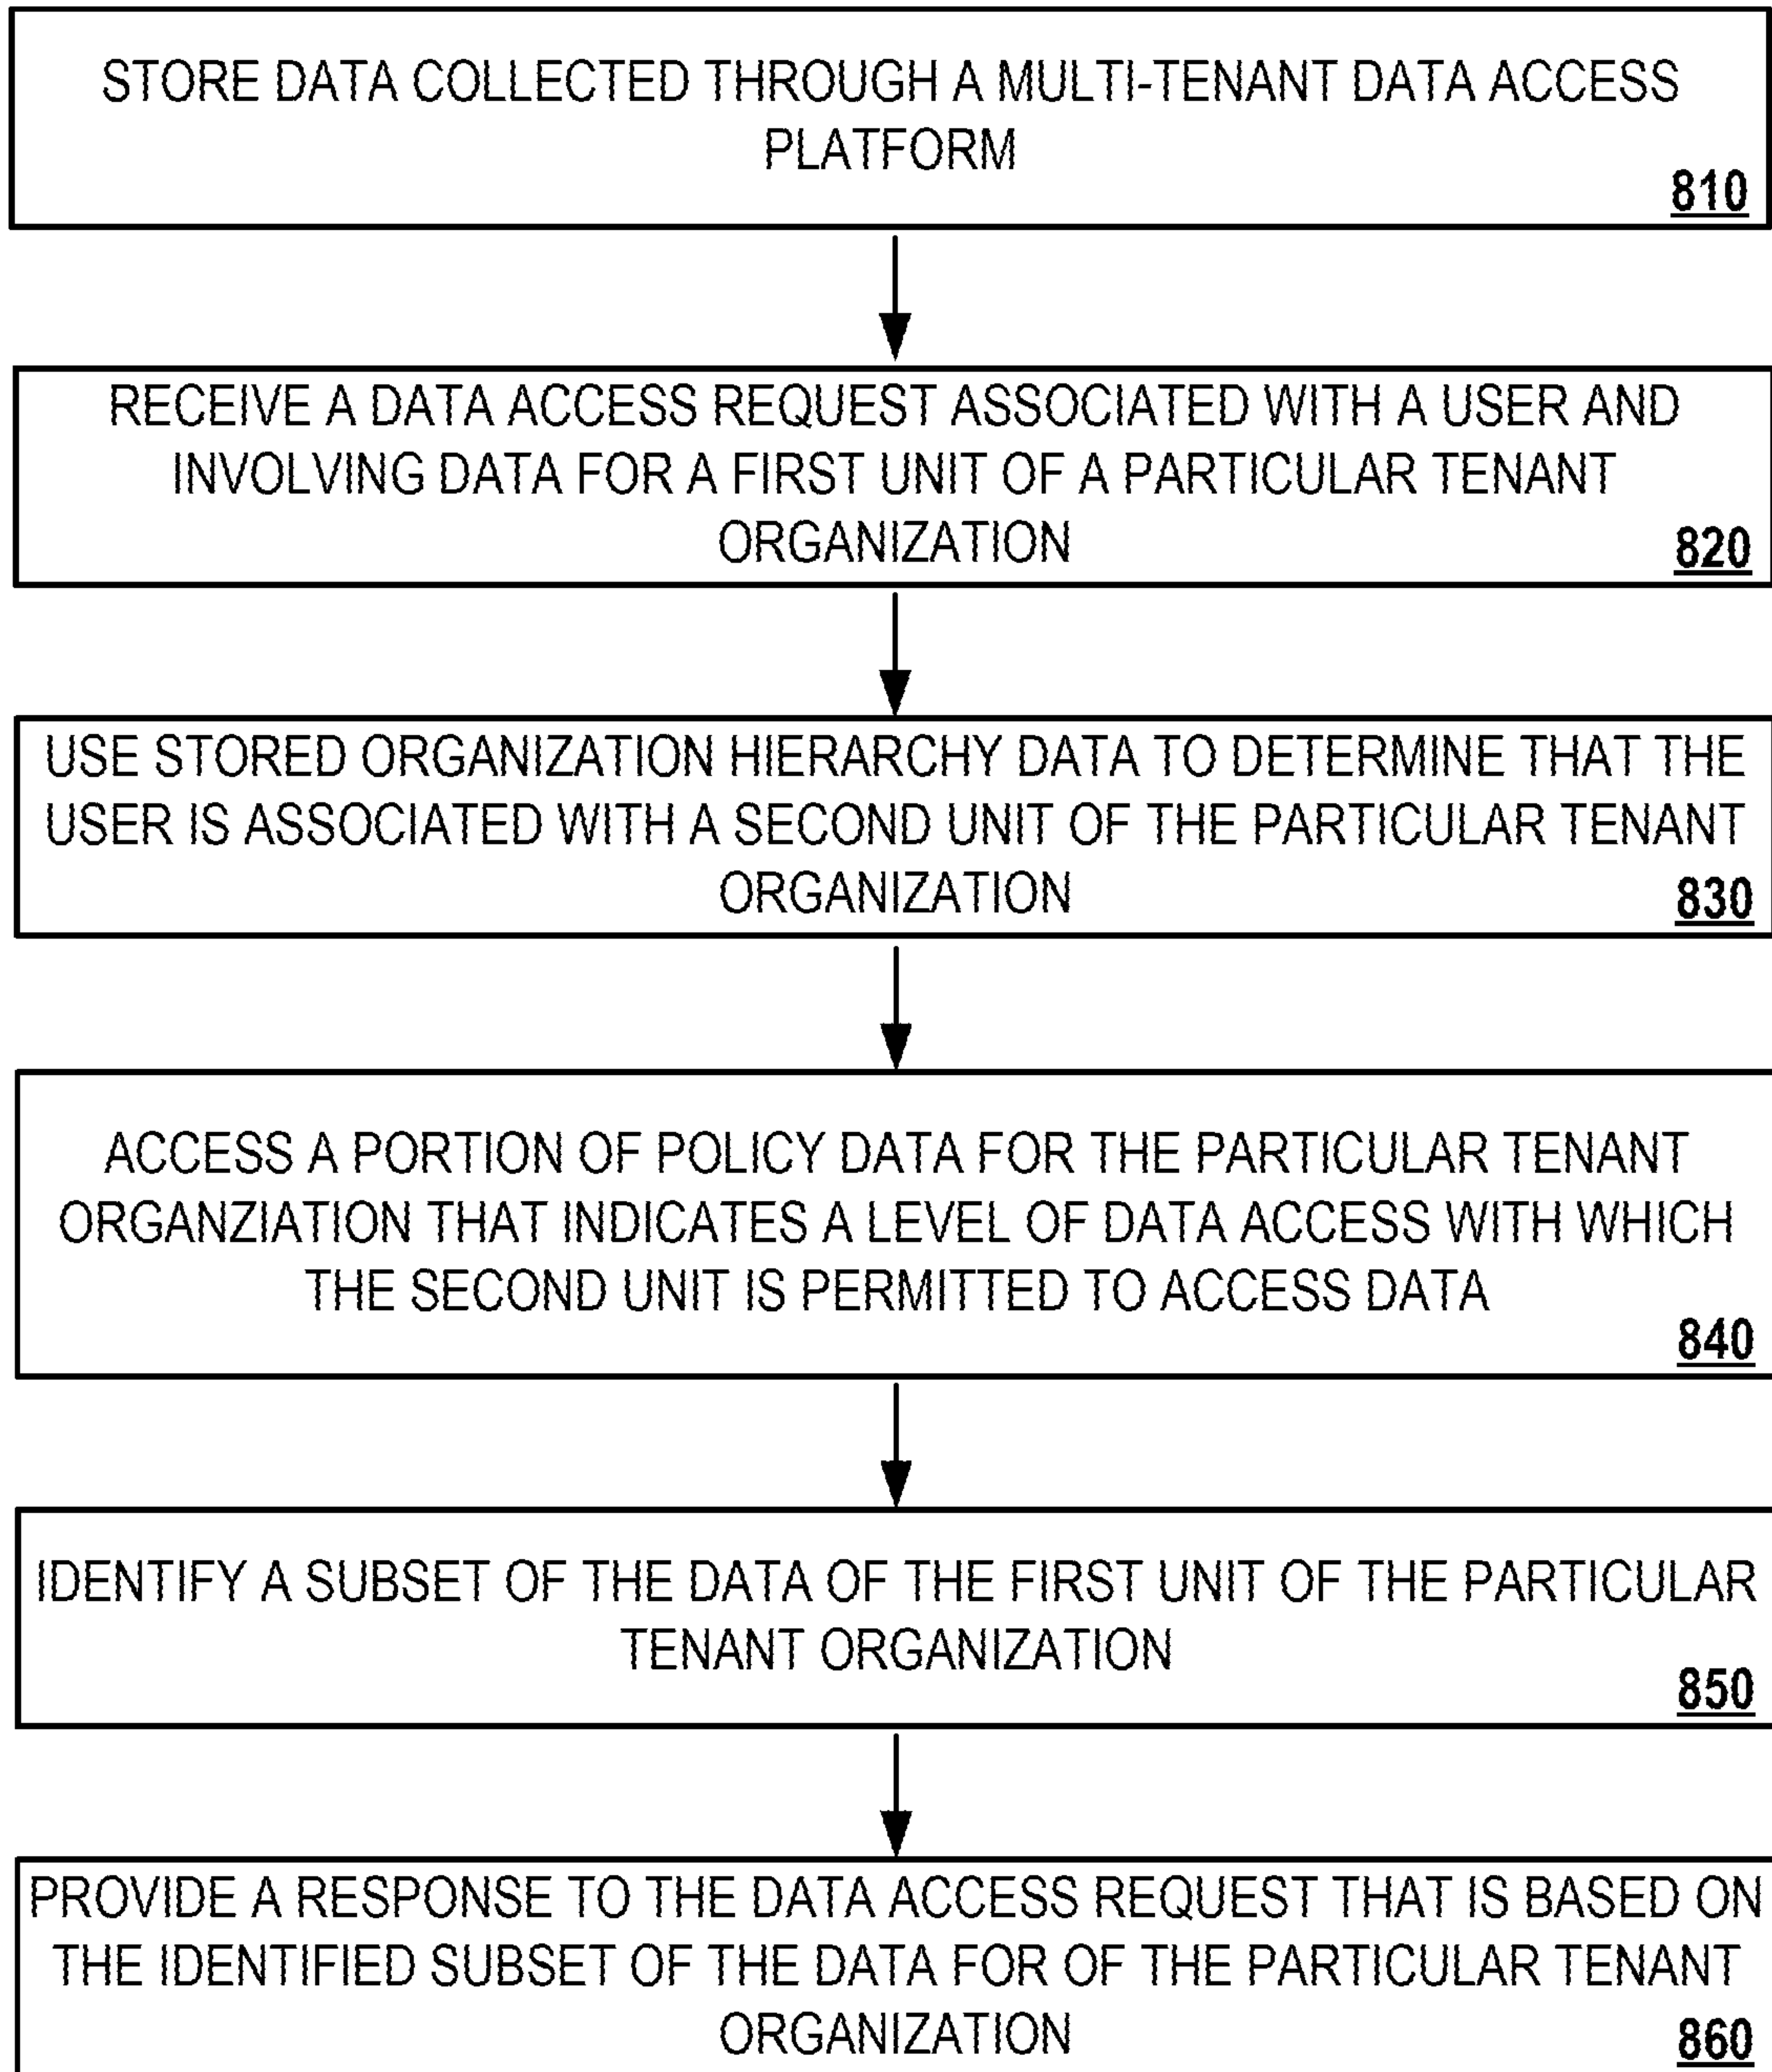 STORE DATA COLLECTED THROUGH A MULTI-TENANT DATA ACCESS
PLATFORM
810
RECEIVE A DATA ACCESS REQUEST ASSOCIATED WITH A USER AND
INVOLVING DATA FOR A FIRST UNIT OF A PARTICULAR TENANT
ORGANIZATION
820
USE STORED ORGANIZATION HIERARCHY DATA TO DETERMINE THAT THE
USER IS ASSOCIATED WITH A SECOND UNIT OF THE PARTICULAR TENANT
ORGANIZATION
830
ACCESS A PORTION OF POLICY DATA FOR THE PARTICULAR TENANT
ORGANZIATION THAT INDICATES A LEVEL OF DATA ACCESS WITH WHICH
THE SECOND UNIT IS PERMITTED TO ACCESS DATA
840
IDENTIFY A SUBSET OF THE DATA OF THE FIRST UNIT OF THE PARTICULAR
TENANT ORGANIZATION
850
PROVIDE A RESPONSE TO THE DATA ACCESS REQUEST THAT IS BASED ON
THE IDENTIFIED SUBSET OF THE DATA FOR OF THE PARTICULAR TENANT
ORGANIZATION
860